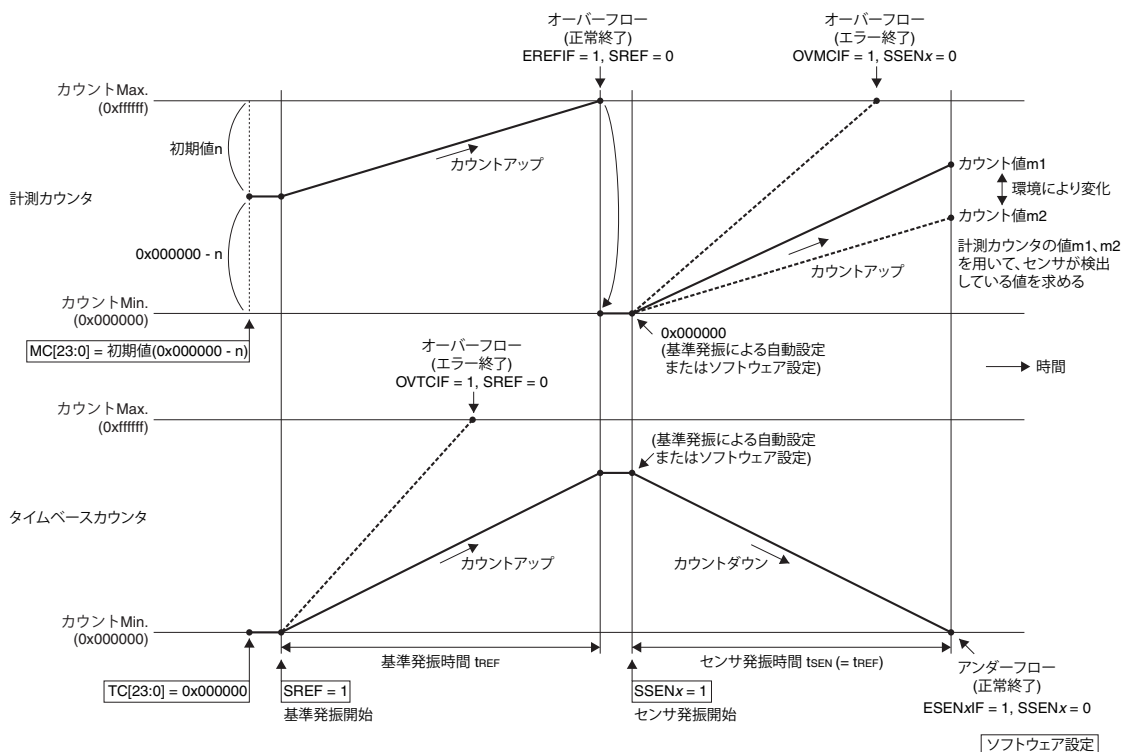 オーバーフロー
(正常終了)
EREFIF = 1, SREF = 0
オーバーフロー
(エラー終了)
OVMCIF = 1, SSENx = 0
カウントMax.
(0xffffff)
初期値n
カウントアップ
カウント値m1
環境により変化
カウント値m2
計測カウンタ
0x000000 - n
カウントアップ
計測カウンタの値m1、m2
を用いて、センサが検出
している値を求める
カウントMin.
(0x000000)
MC[23:0] = 初期値(0x000000 - n)
0x000000
(基準発振による自動設定
またはソフトウェア設定)
オーバーフロー
(エラー終了)
OVTCIF = 1, SREF = 0
時間
カウントMax.
(0xffffff)
(基準発振による自動設定
またはソフトウェア設定)
タイムベースカウンタ
カウントアップ
カウントダウン
カウントMin.
(0x000000)
基準発振時間 tREF
センサ発振時間 tSEN (= tREF)
TC[23:0] = 0x000000
SREF = 1
基準発振開始
SSENx = 1
センサ発振開始
アンダーフロー
(正常終了)
ESENxIF = 1, SSENx = 0
ソフトウェア設定